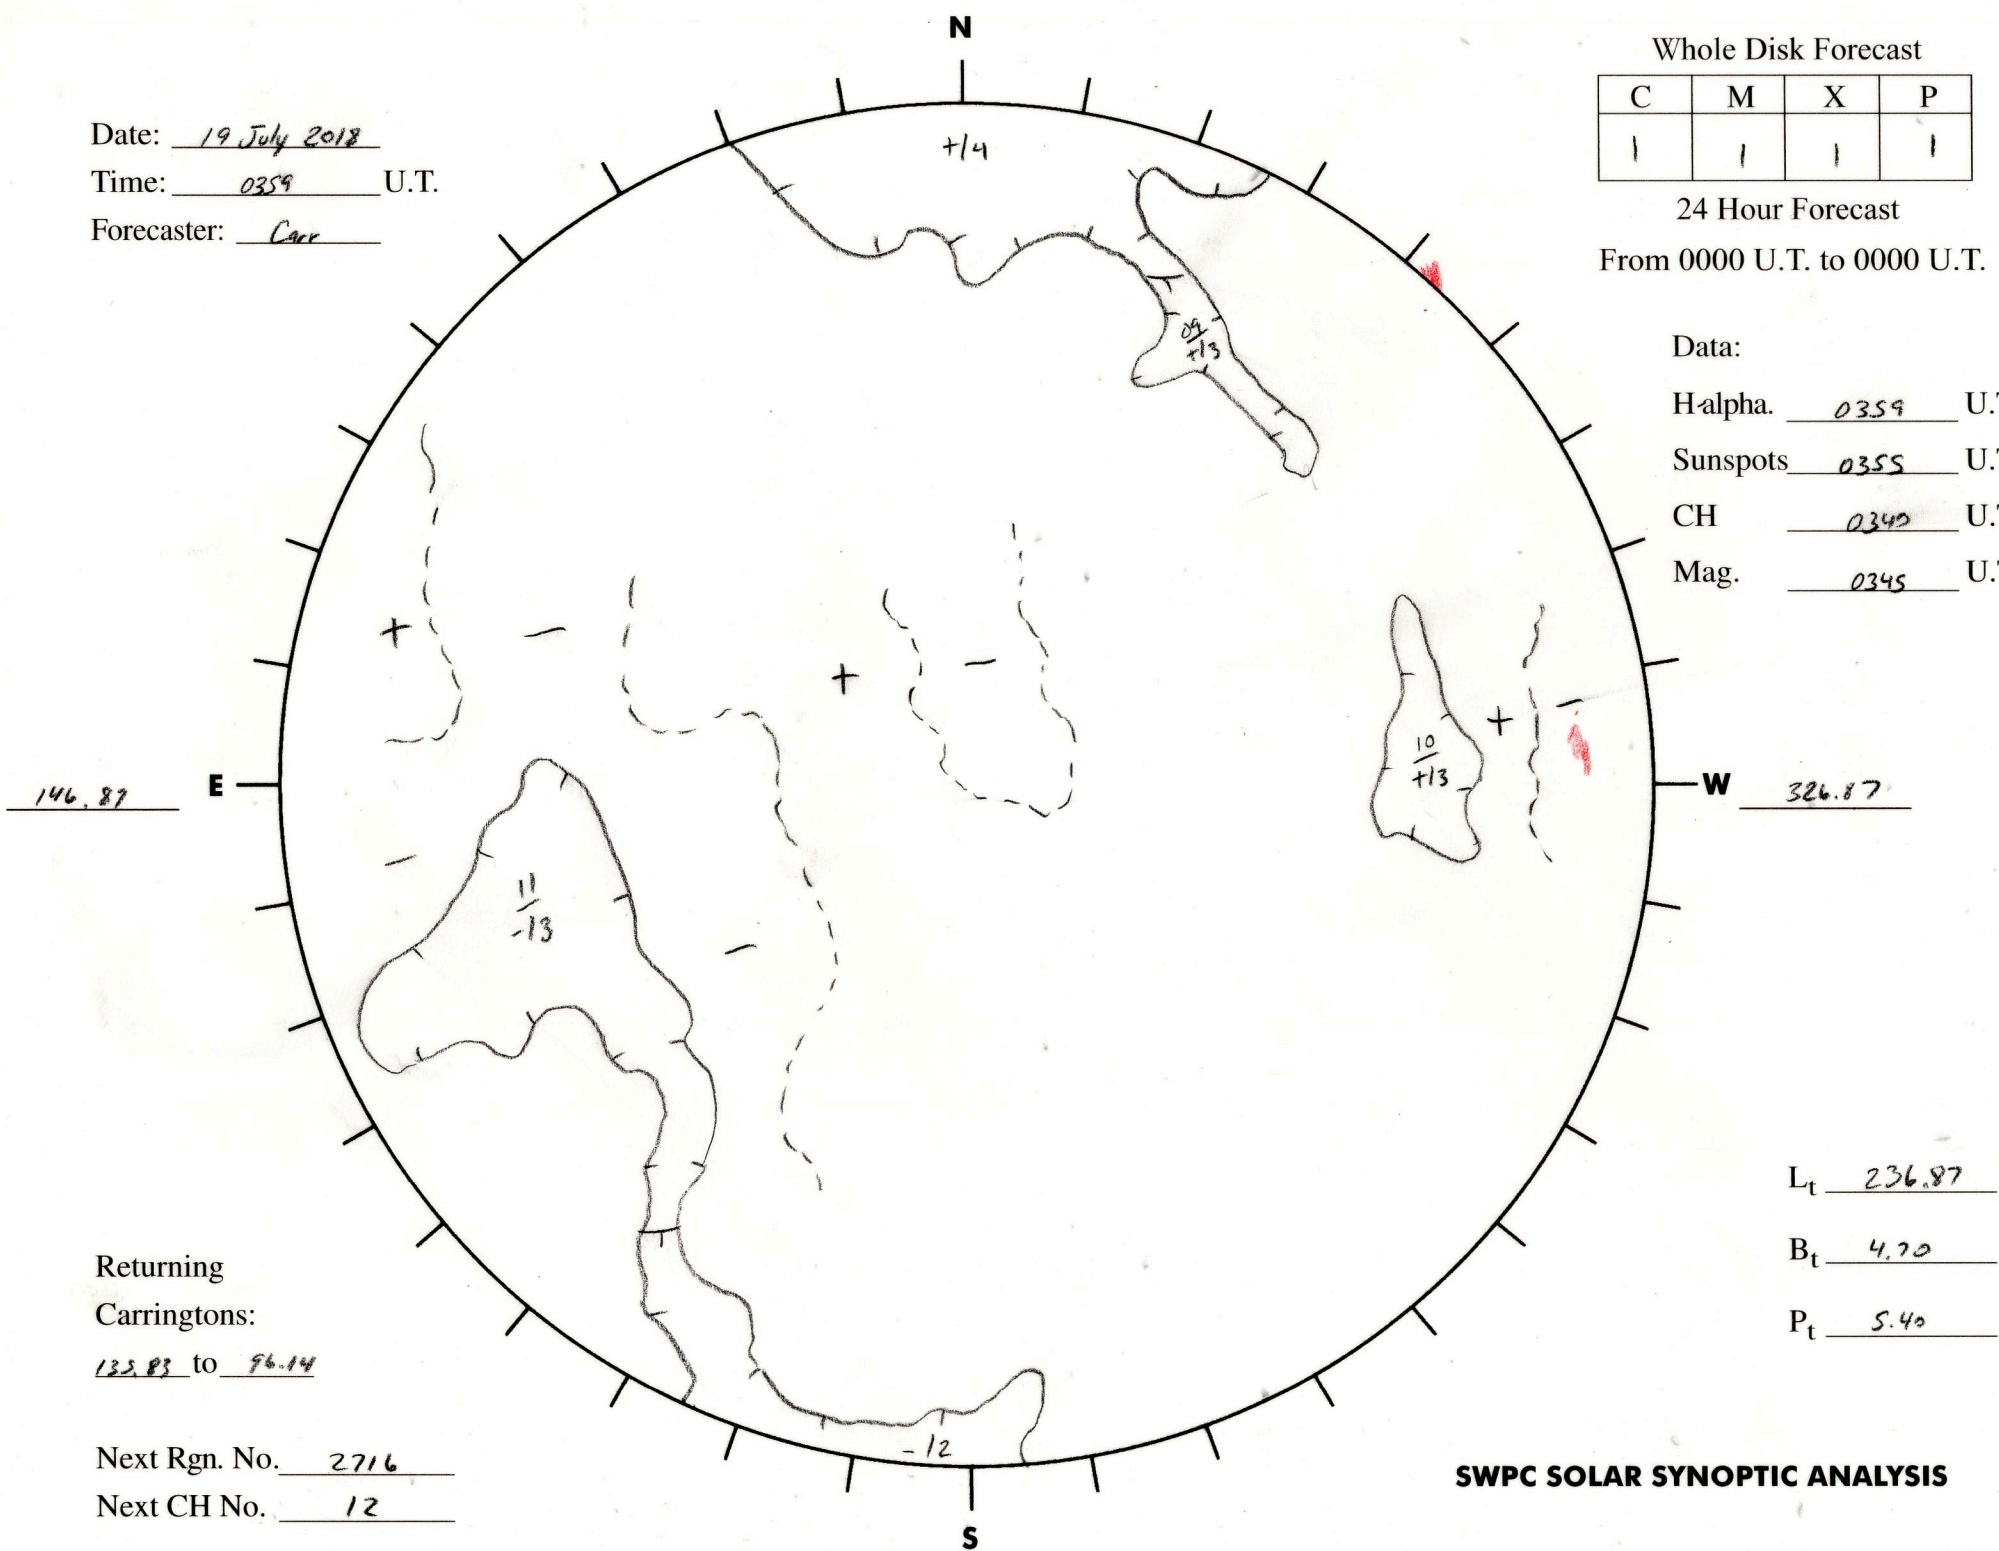 N
Whole Disk Forecast
C M X P
1 1 1 1
24 Hour Forecast
From 0000 U.T. to 0000 U.T.
Date: 19 July 2018
Time: 0359 U.T.
Forecaster: Carr
+14
09
+13
Data:
H-alpha. 0359 U.T
Sunspots 0355 U.T
CH 0340 U.T
Mag. 0345 U.T
+ − + − + −
10
+13
146.87 E
W 326.87
−
11
-13
−
Lt 236.87
Bt 4.70
Pt 5.40
Returning
Carringtons:
135.83 to 96.14
-12
Next Rgn. No. 2716
Next CH No. 12
SWPC SOLAR SYNOPTIC ANALYSIS
S